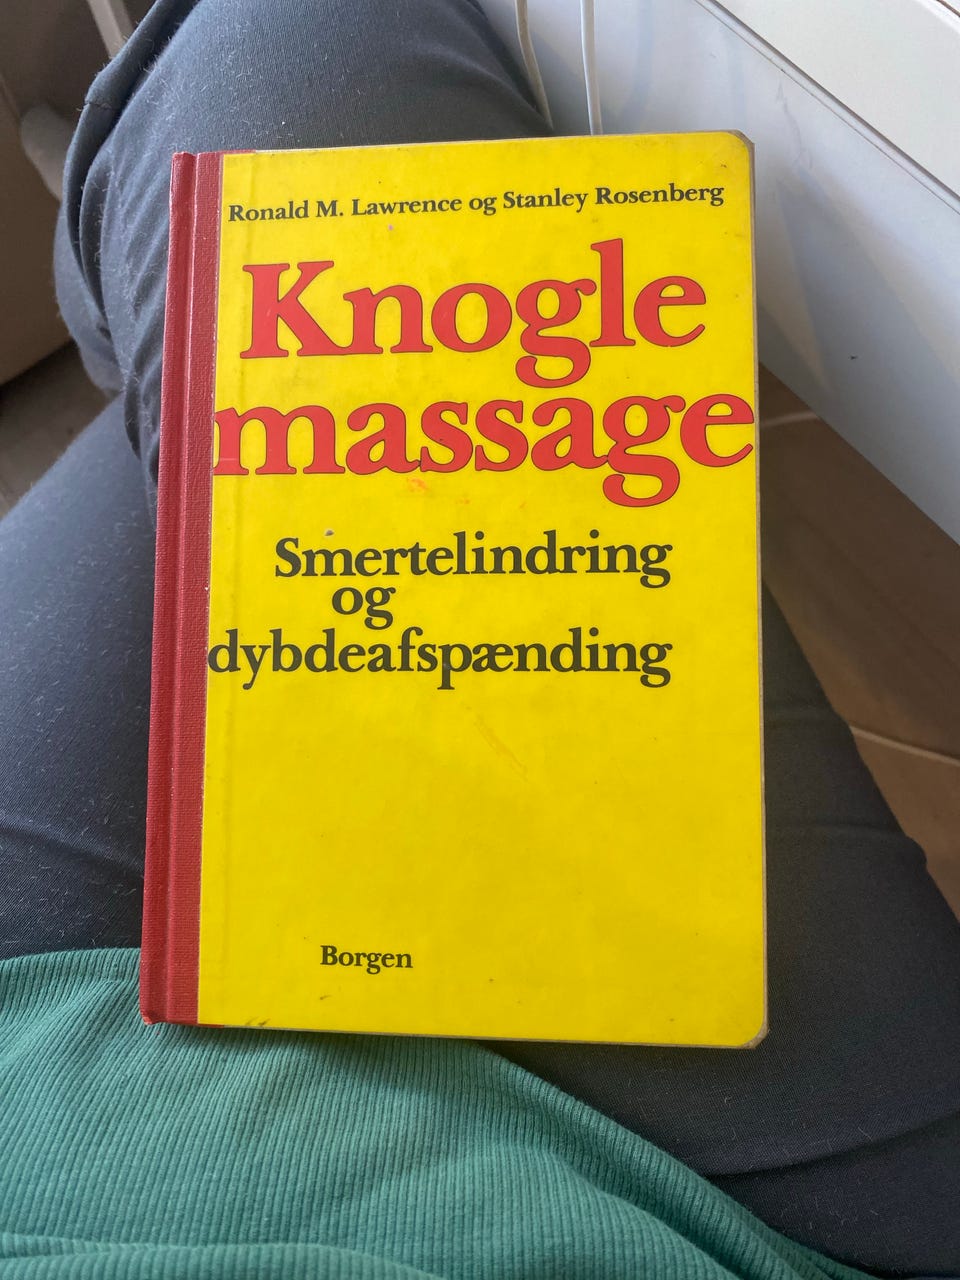 Ronald M. Lawrence og Stanley Rosenberg
Knogle
massage
Smertelindring
og
dybdeafspænding
Borgen